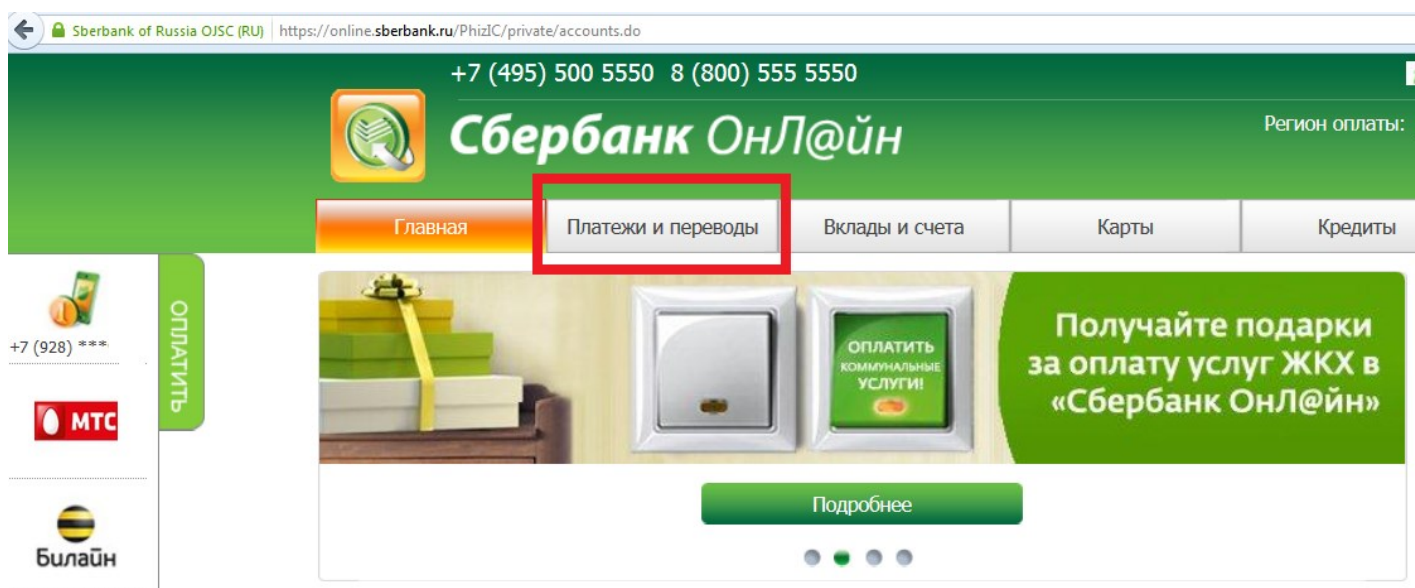 Sberbank of Russia OJSC (RU) https://online.sberbank.ru/PhizIC/private/accounts.do
+7 (495) 500 5550 8 (800) 555 5550
Сбербанк ОнЛ@йн
Регион оплаты:
Главная Платежи и переводы Вклады и счета Карты Кредиты
+7 (928) ***
ОПЛАТИТЬ
МТС
Билайн
ОПЛАТИТЬ
КОММУНАЛЬНЫЕ
УСЛУГИ!
Получайте подарки
за оплату услуг ЖКХ в
«Сбербанк ОнЛ@йн»
Подробнее